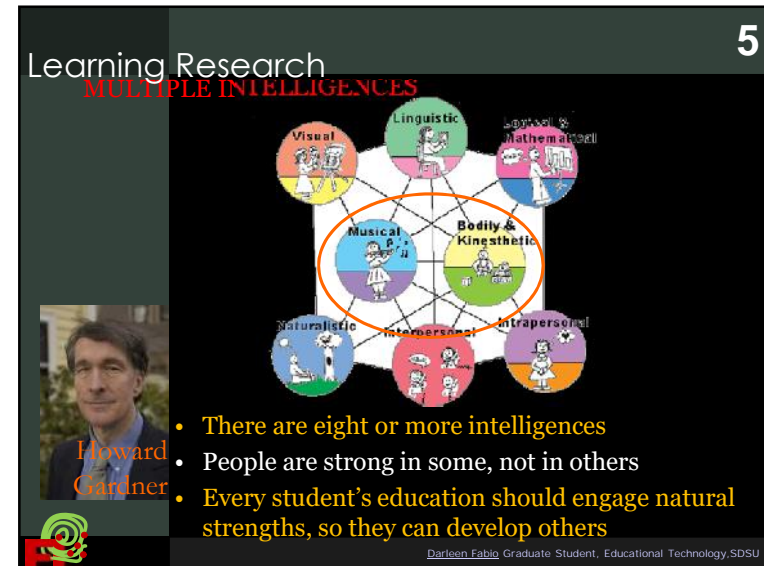 5
Learning Research
MULTIPLE INTELLIGENCES
Linguistic
Visual
Logical &
Mathematical
Musical
Bodily &
Kinesthetic
Naturalistic
Interpersonal
Intrapersonal
Howard
Gardner
• There are eight or more intelligences
• People are strong in some, not in others
• Every student’s education should engage natural
strengths, so they can develop others
Darleen Fabio Graduate Student, Educational Technology,SDSU